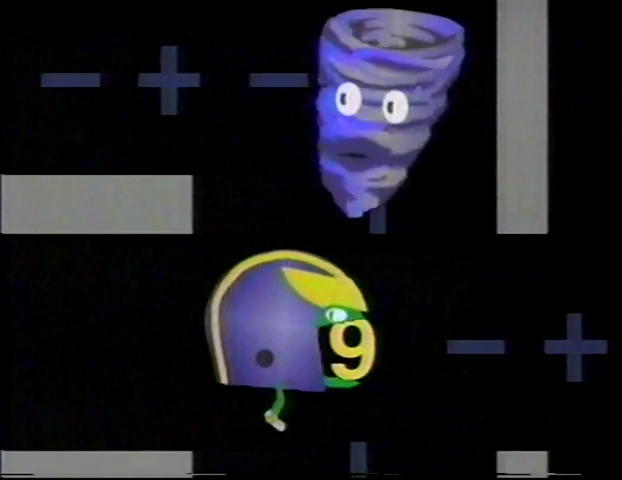 - + -
9
- +